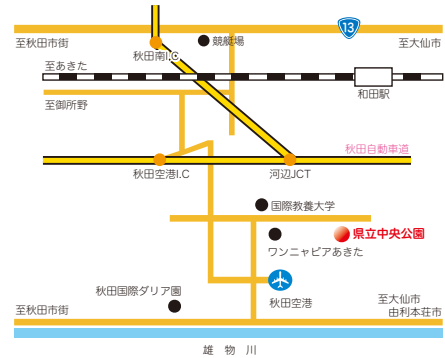 13
至秋田市街
秋田南I.C
競艇場
至大仙市
至あきた
和田駅
至御所野
秋田自動車道
秋田空港I.C
河辺JCT
国際教養大学
県立中央公園
ワンニャピアあきた
秋田国際ダリア園
秋田空港
至大仙市
由利本荘市
至秋田市街
雄物川